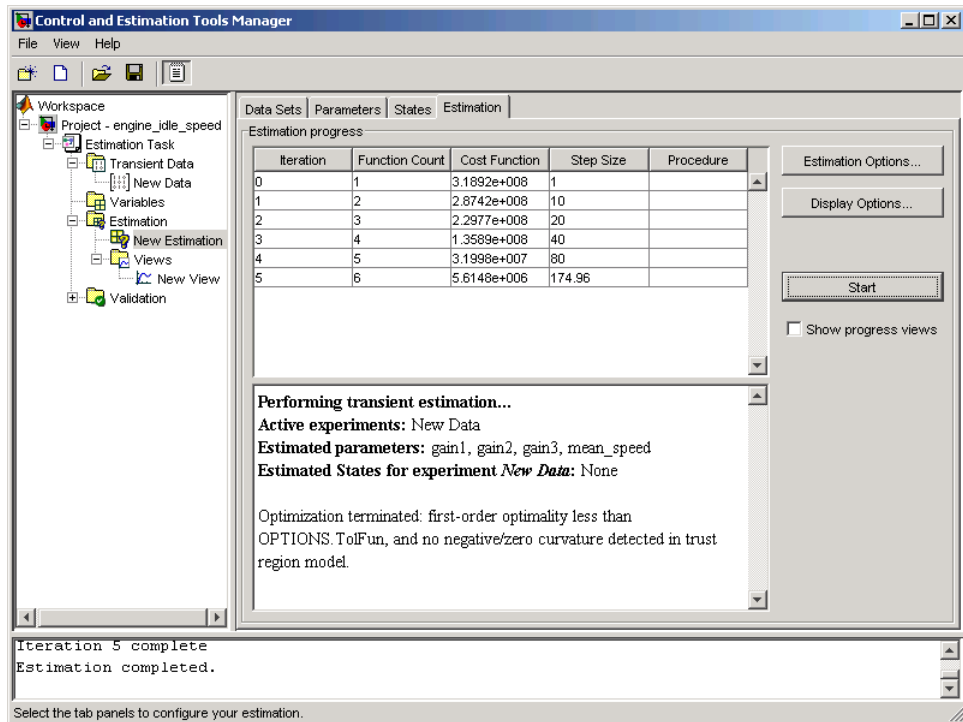 Control and Estimation Tools Manager
File View Help
Workspace
Project - engine_idle_speed
Estimation Task
Transient Data
New Data
Variables
Estimation
New Estimation
Views
New View
Validation
Data Sets Parameters States Estimation
Estimation progress
Iteration Function Count Cost Function Step Size Procedure
0 1 3.1892e+008 1
1 2 2.8742e+008 10
2 3 2.2977e+008 20
3 4 1.3589e+008 40
4 5 3.1998e+007 80
5 6 5.6148e+006 174.96
Estimation Options...
Display Options...
Start
Show progress views
Performing transient estimation...
Active experiments: New Data
Estimated parameters: gain1, gain2, gain3, mean_speed
Estimated States for experiment New Data: None
Optimization terminated: first-order optimality less than
OPTIONS.TolFun, and no negative/zero curvature detected in trust
region model.
Iteration 5 complete
Estimation completed.
Select the tab panels to configure your estimation.